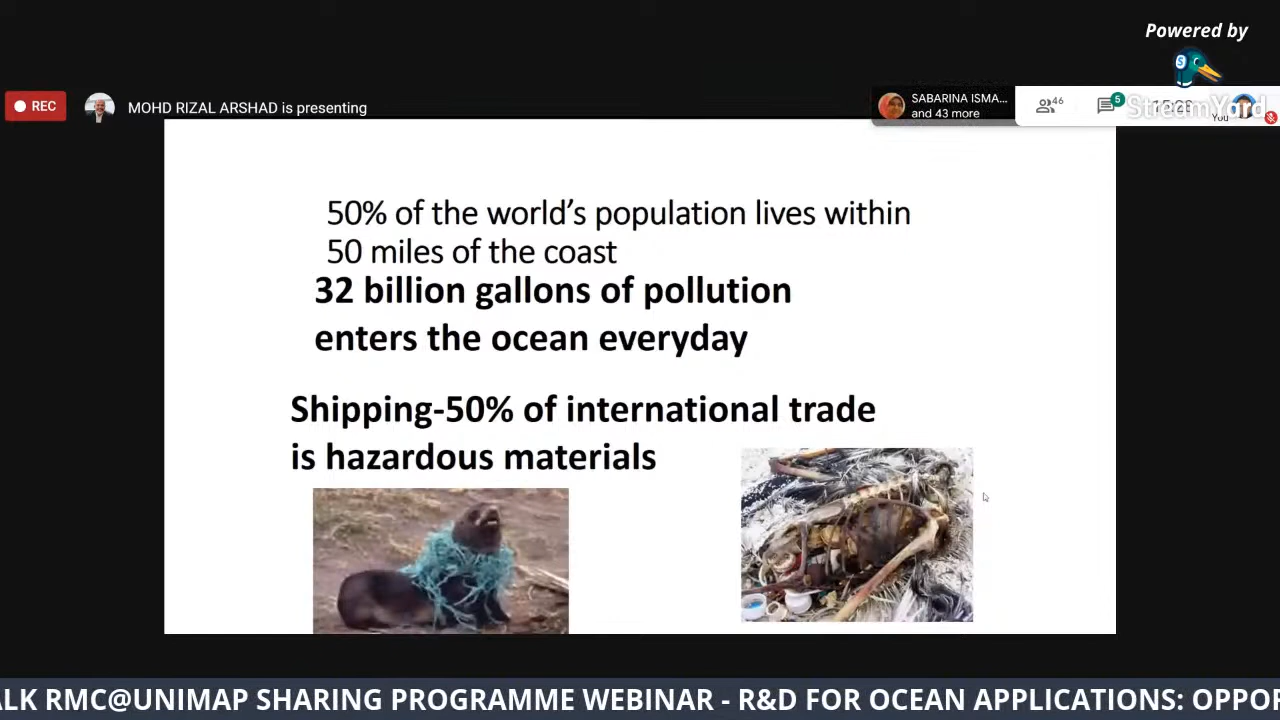 Powered by
REC
MOHD RIZAL ARSHAD is presenting
SABARINA ISMA...
and 43 more
46
5
StreamYard
You
50% of the world's population lives within
50 miles of the coast
32 billion gallons of pollution
enters the ocean everyday
Shipping-50% of international trade
is hazardous materials
ALK RMC@UNIMAP SHARING PROGRAMME WEBINAR - R&D FOR OCEAN APPLICATIONS: OPPOR